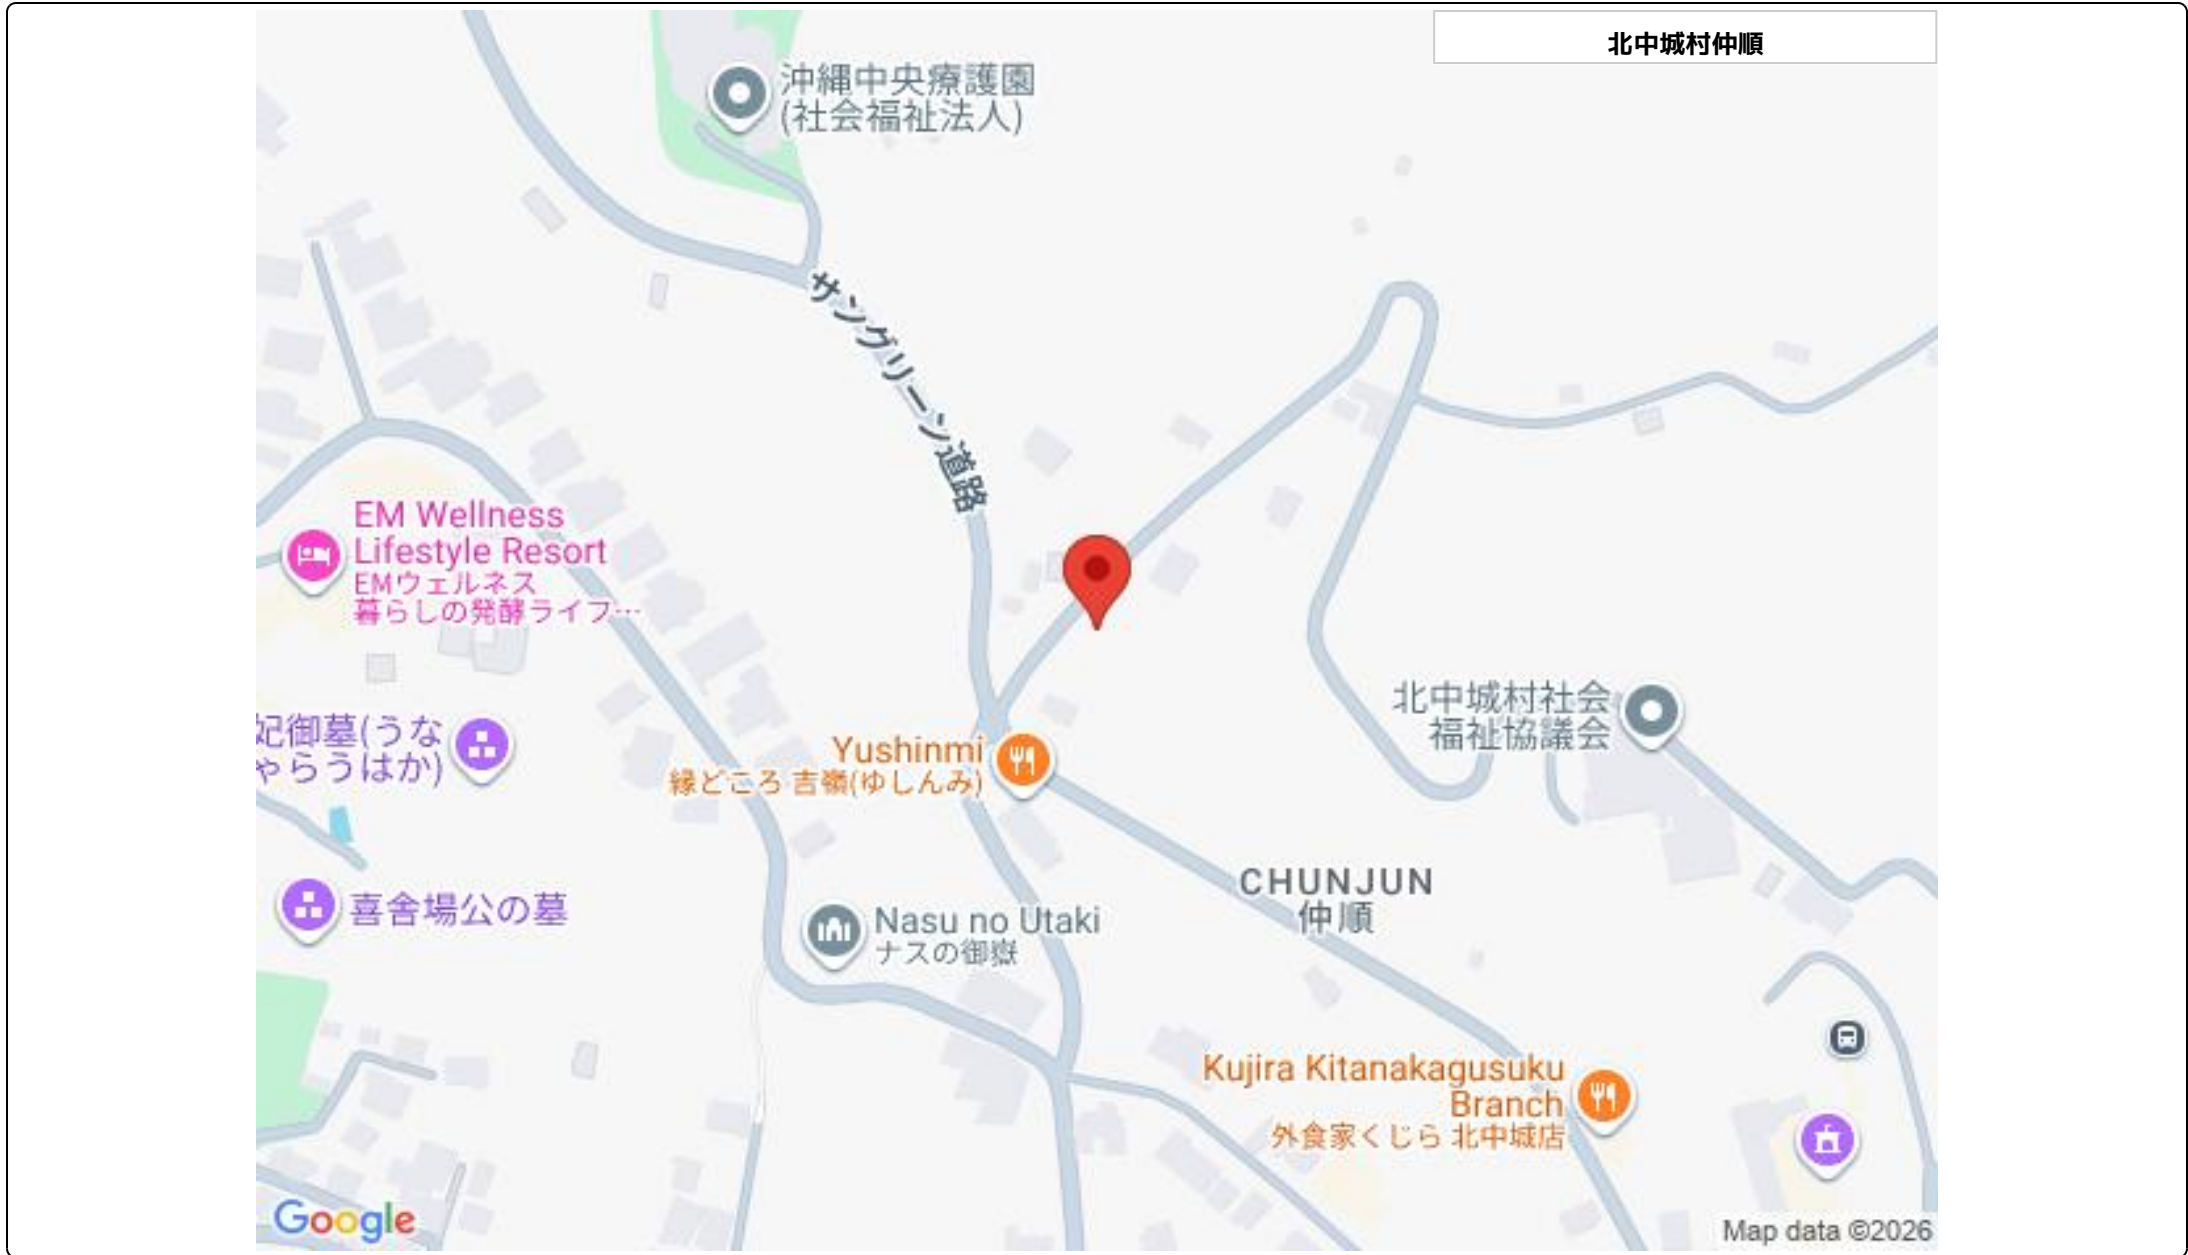 北中城村仲順
沖縄中央療護園
(社会福祉法人)
サングリーン道路
EM Wellness
Lifestyle Resort
EMウェルネス
暮らしの発酵ライフ…
妃御墓(うな
ゃらうはか)
北中城村社会
福祉協議会
Yushinmi
縁どころ 吉嶺(ゆしんみ)
CHUNJUN
仲順
喜舎場公の墓
Nasu no Utaki
ナスの御嶽
Kujira Kitanakagusuku
Branch
外食家くじら 北中城店
Google
Map data ©2026